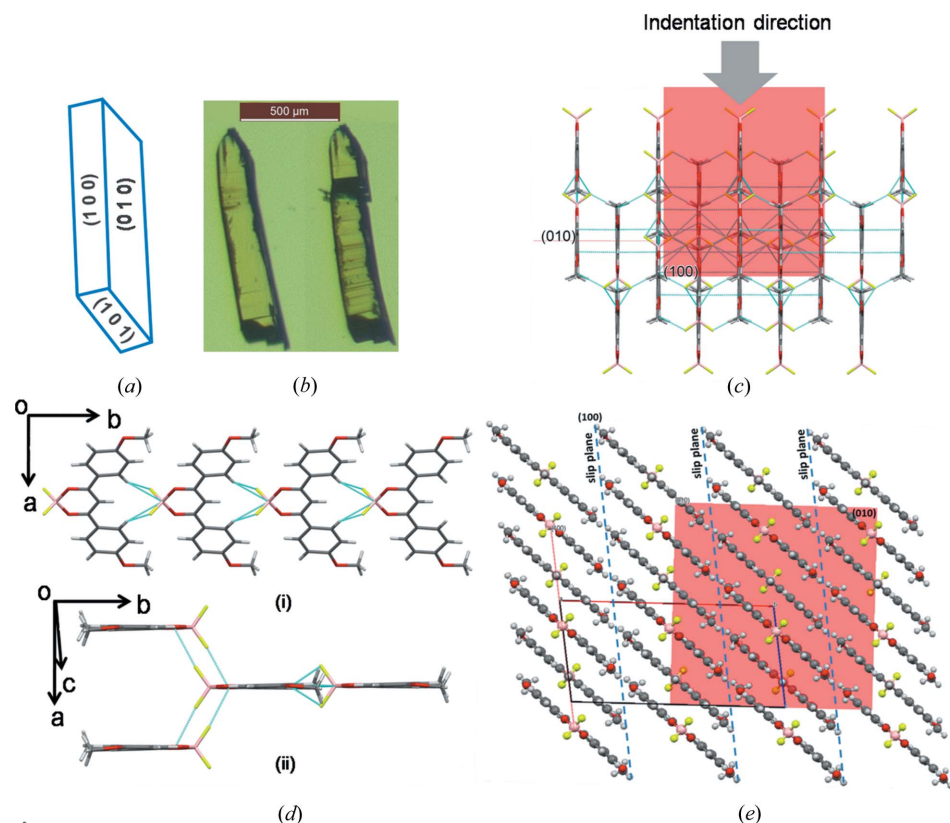 Indentation direction
500 µm
(1 0 0)
(0 1 0)
(1 0 1)
(010)
(100)
(a)
(b)
(c)
o
b
a
(i)
o
b
c
a
(ii)
(100)
slip plane
slip plane
slip plane
(010)
(d)
(e)